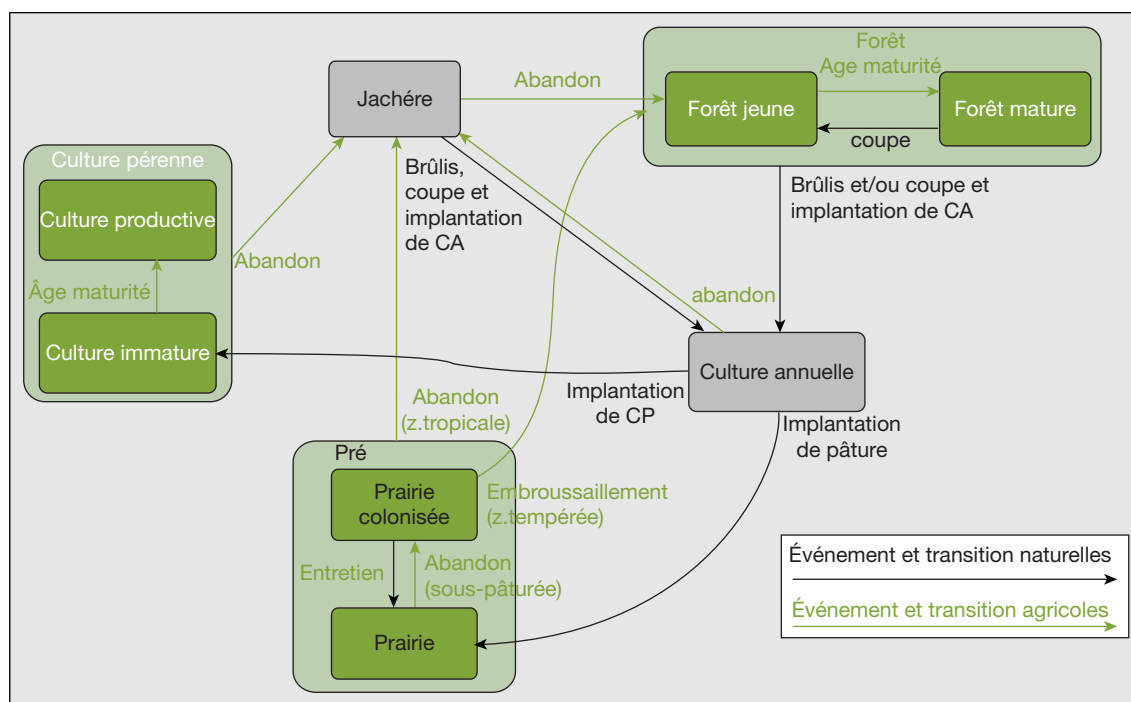 Forêt
Age maturité
Forêt jeune
Forêt mature
coupe
Abandon
Jachére
Culture pérenne
Culture productive
Âge maturité
Culture immature
Abandon
Brûlis,
coupe et
implantation
de CA
Brûlis et/ou coupe et
implantation de CA
abandon
Culture annuelle
Implantation
de CP
Implantation
de pâture
Abandon
(z.tropicale)
Pré
Prairie
colonisée
Embroussaillement
(z.tempérée)
Entretien
Abandon
(sous-pâturée)
Prairie
Événement et transition naturelles
Événement et transition agricoles